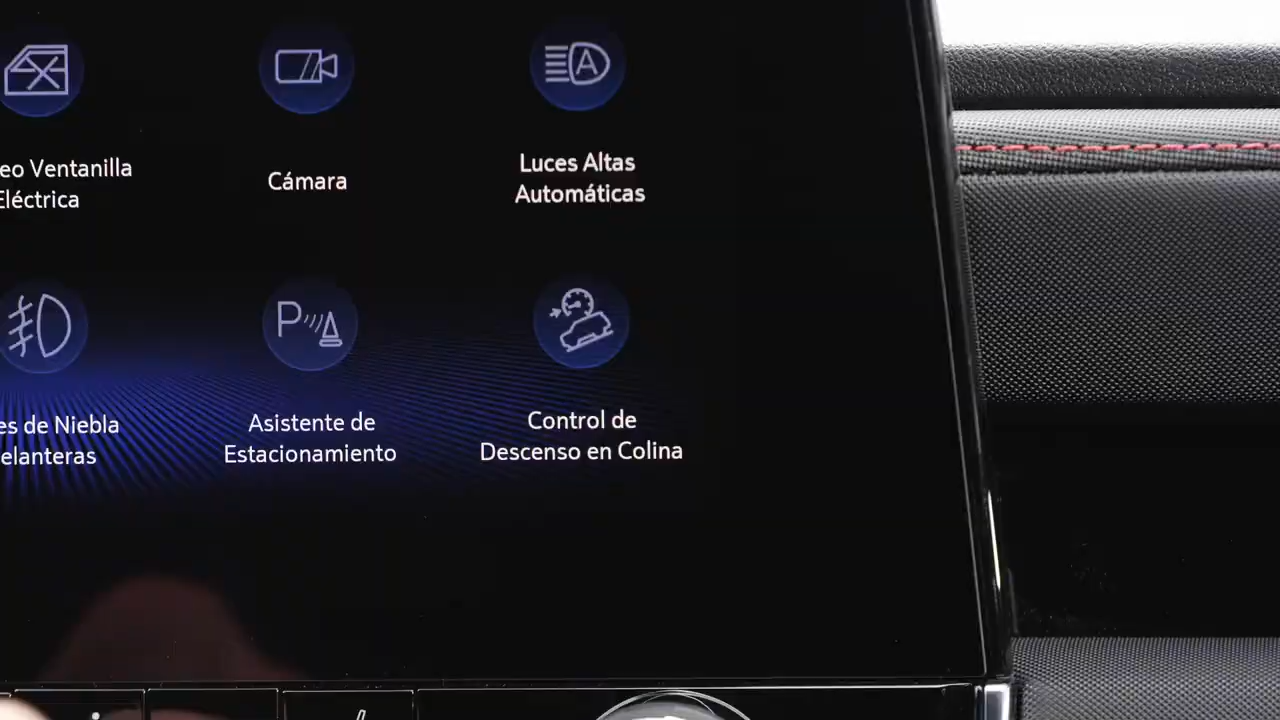 eo Ventanilla
Eléctrica
Cámara
Luces Altas
Automáticas
A
es de Niebla
elanteras
P
Asistente de
Estacionamiento
Control de
Descenso en Colina